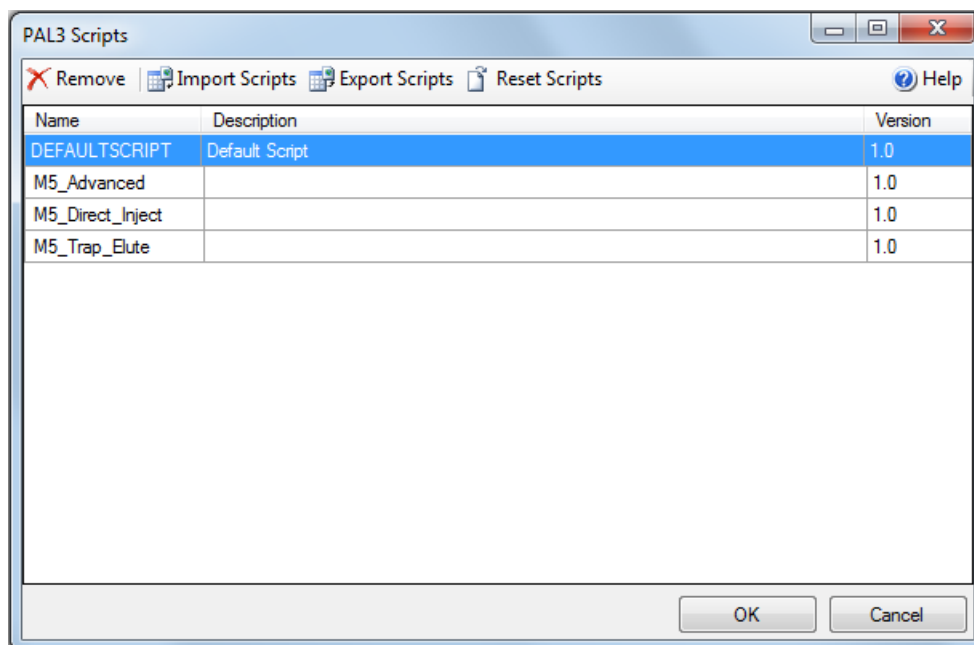 PAL3 Scripts
Remove Import Scripts Export Scripts Reset Scripts Help
Name Description Version
DEFAULTSCRIPT Default Script 1.0
M5_Advanced 1.0
M5_Direct_Inject 1.0
M5_Trap_Elute 1.0
OK Cancel